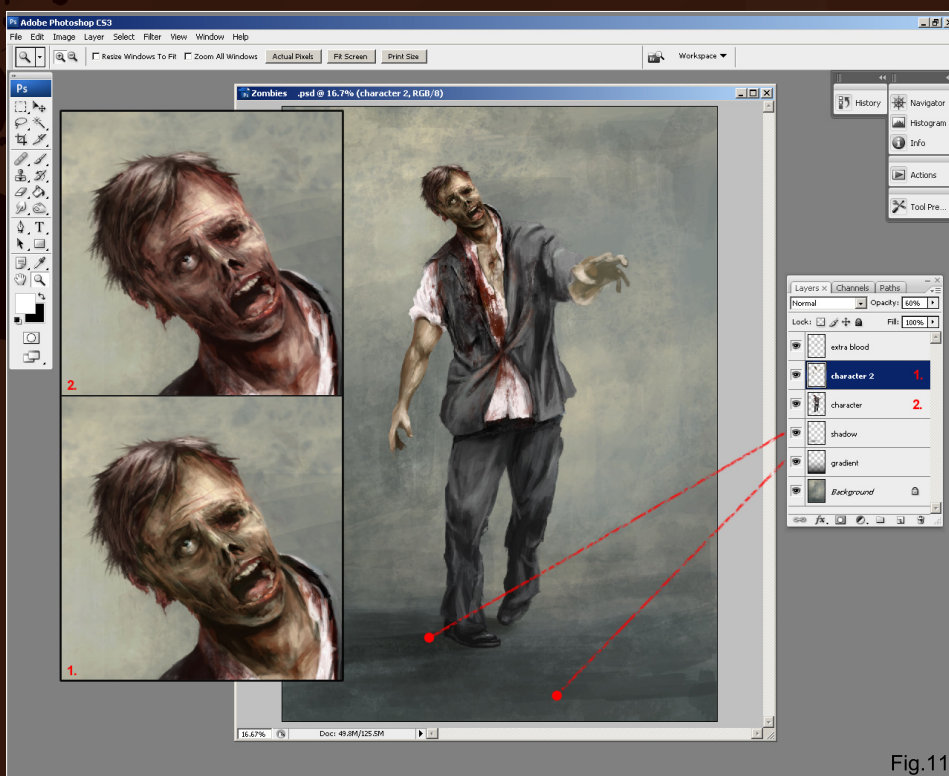 Ps Adobe Photoshop CS3
File Edit Image Layer Select Filter View Window Help
Resize Windows To Fit Zoom All Windows Actual Pixels Fit Screen Print Size Workspace
Ps
T
Zombies .psd @ 16.7% (character 2, RGB/8)
History
Navigator
Histogram
Info
Actions
Tool Pre...
2.
1.
Layers × Channels Paths
Normal Opacity: 60%
Lock: Fill: 100%
extra blood
character 2 1.
character 2.
shadow
gradient
Background
fx.
16.67% Doc: 49.8M/125.5M
Fig.11